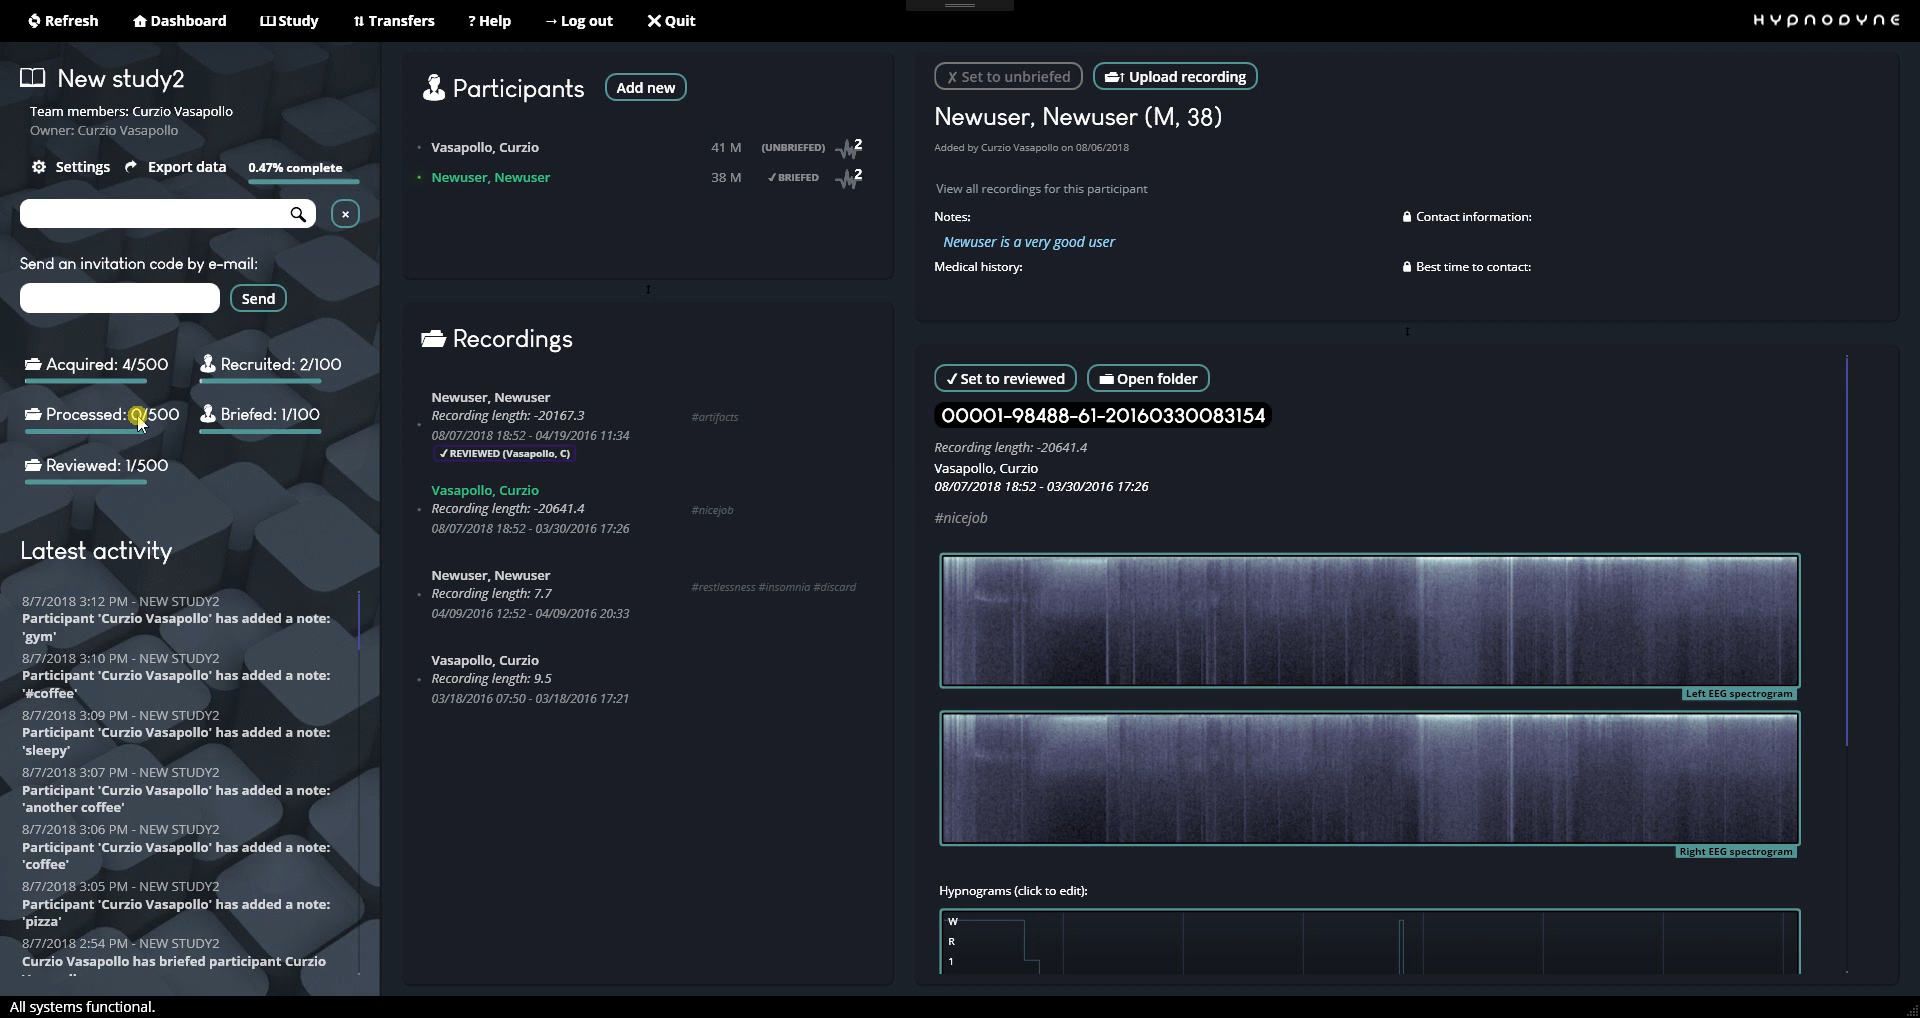 Refresh Dashboard Study Transfers ? Help → Log out Quit
HYPNODYNE
New study2
Team members: Curzio Vasapollo
Owner: Curzio Vasapollo
Settings Export data 0.47% complete
×
Send an invitation code by e-mail:
Send
Acquired: 4/500 Recruited: 2/100
Processed: 0/500 Briefed: 1/100
Reviewed: 1/500
Latest activity
8/7/2018 3:12 PM - NEW STUDY2
Participant 'Curzio Vasapollo' has added a note:
'gym'
8/7/2018 3:10 PM - NEW STUDY2
Participant 'Curzio Vasapollo' has added a note:
'#coffee'
8/7/2018 3:09 PM - NEW STUDY2
Participant 'Curzio Vasapollo' has added a note:
'sleepy'
8/7/2018 3:07 PM - NEW STUDY2
Participant 'Curzio Vasapollo' has added a note:
'another coffee'
8/7/2018 3:06 PM - NEW STUDY2
Participant 'Curzio Vasapollo' has added a note:
'coffee'
8/7/2018 3:05 PM - NEW STUDY2
Participant 'Curzio Vasapollo' has added a note:
'pizza'
8/7/2018 2:54 PM - NEW STUDY2
Curzio Vasapollo has briefed participant Curzio
Participants Add new
Vasapollo, Curzio 41 M (UNBRIEFED) 2
Newuser, Newuser 38 M ✓BRIEFED 2
Recordings
Newuser, Newuser
Recording length: -20167.3 #artifacts
08/07/2018 18:52 - 04/19/2016 11:34
✓REVIEWED (Vasapollo, C)
Vasapollo, Curzio
Recording length: -20641.4 #nicejob
08/07/2018 18:52 - 03/30/2016 17:26
Newuser, Newuser
Recording length: 7.7 #restlessness #insomnia #discard
04/09/2016 12:52 - 04/09/2016 20:33
Vasapollo, Curzio
Recording length: 9.5
03/18/2016 07:50 - 03/18/2016 17:21
✗ Set to unbriefed Upload recording
Newuser, Newuser (M, 38)
Added by Curzio Vasapollo on 08/06/2018
View all recordings for this participant
Notes: Contact information:
Newuser is a very good user
Medical history: Best time to contact:
✓Set to reviewed Open folder
00001-98488-61-20160330083154
Recording length: -20641.4
Vasapollo, Curzio
08/07/2018 18:52 - 03/30/2016 17:26
#nicejob
Left EEG spectrogram
Right EEG spectrogram
Hypnograms (click to edit):
W
R
1
All systems functional.